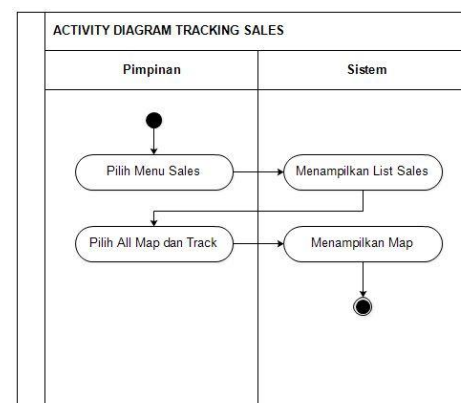 ACTIVITY DIAGRAM TRACKING SALES
Pimpinan
Sistem
Pilih Menu Sales
Menampilkan List Sales
Pilih All Map dan Track
Menampilkan Map